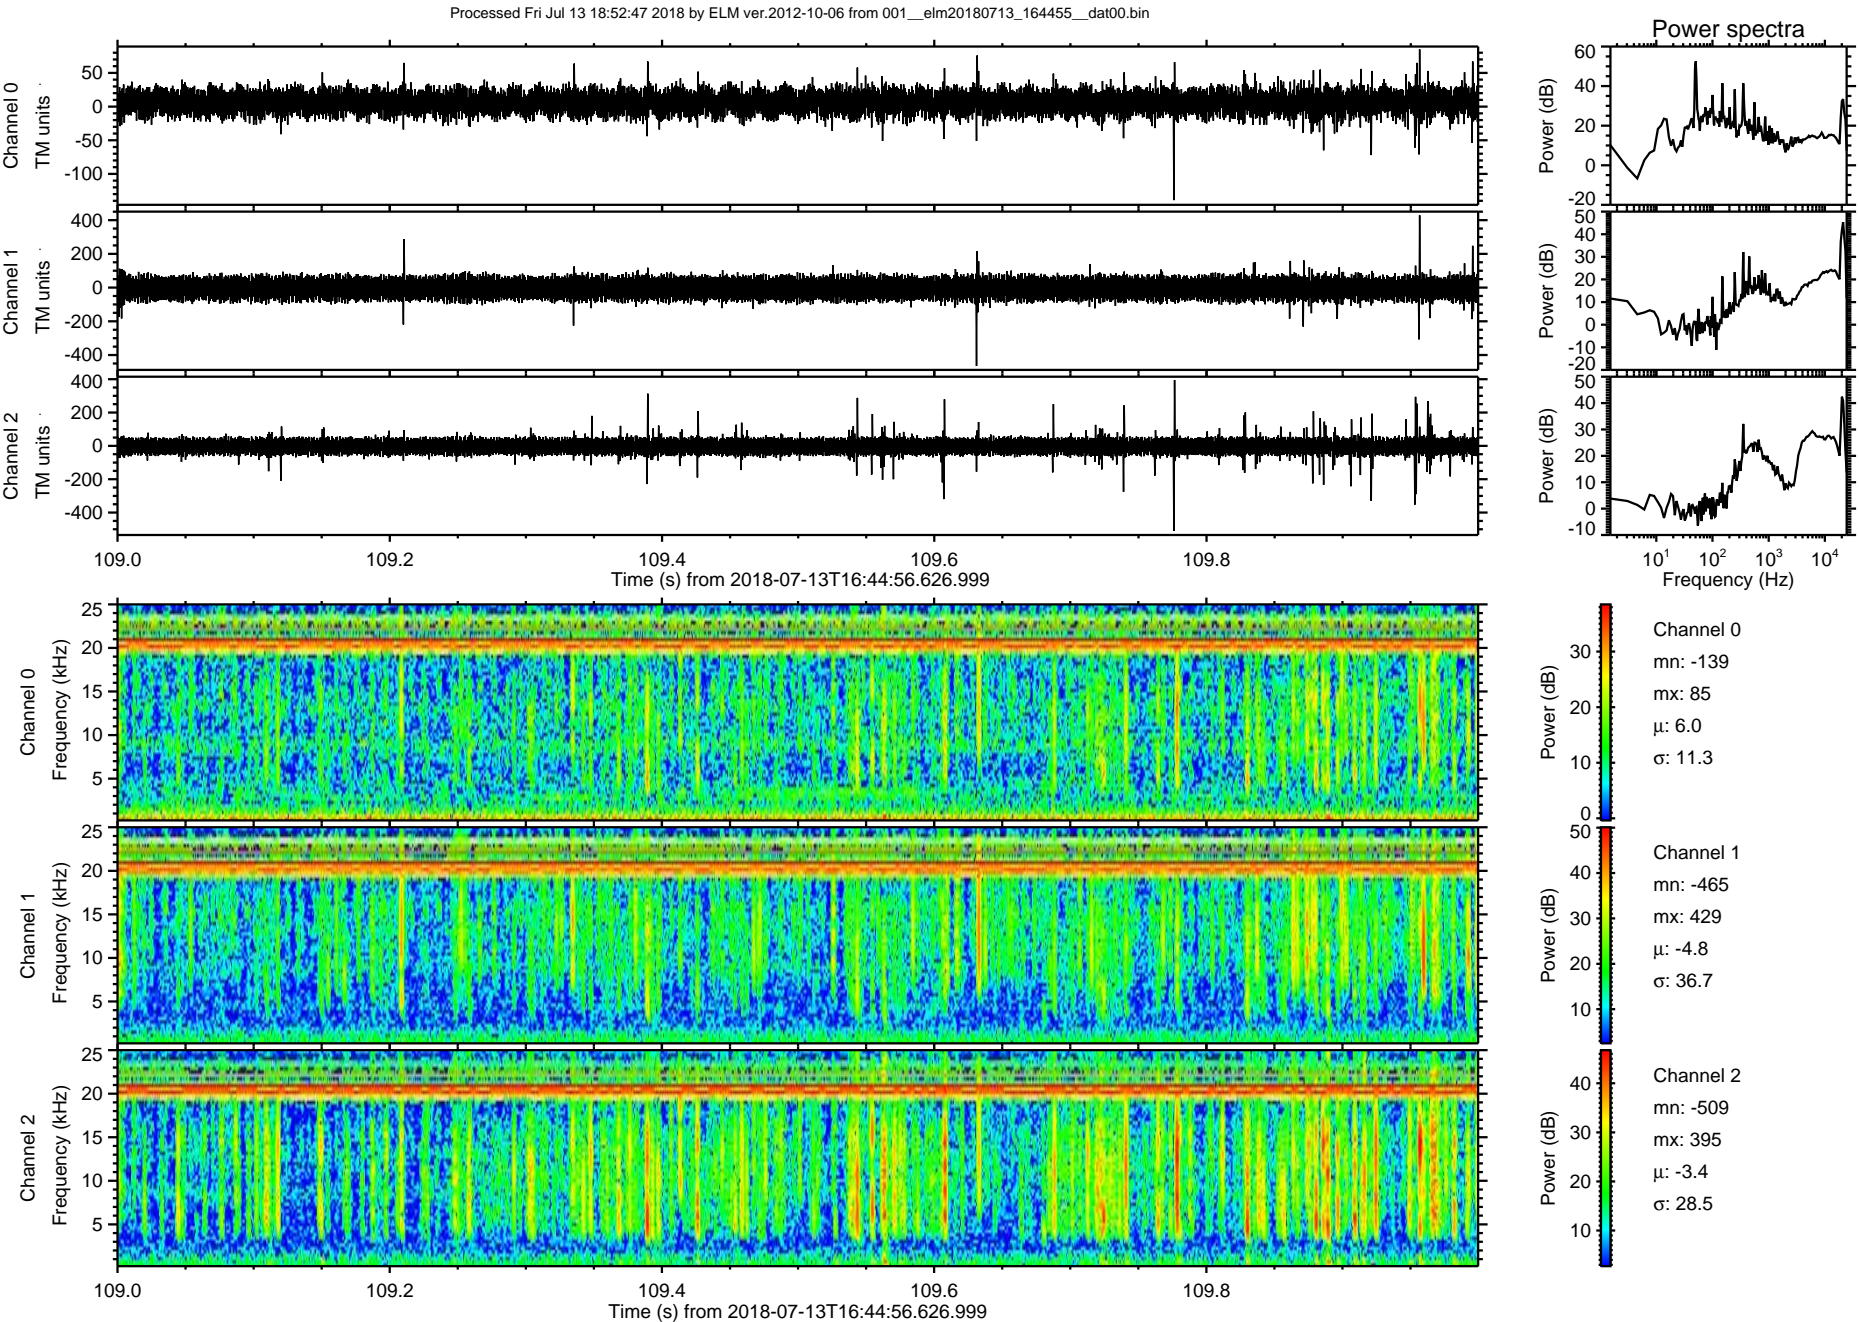 Processed Fri Jul 13 18:52:47 2018 by ELM ver.2012-10-06 from 001__elm20180713_164455__dat00.bin
Power spectra
Channel 0
TM units
50
0
-50
-100
Power (dB)
60
40
20
0
-20
Channel 1
TM units
400
200
0
-200
-400
Power (dB)
50
40
30
20
10
0
-10
-20
Channel 2
TM units
400
200
0
-200
-400
Power (dB)
50
40
30
20
10
0
-10
109.0 109.2 109.4 109.6 109.8
Time (s) from 2018-07-13T16:44:56.626.999
10^1 10^2 10^3 10^4
Frequency (Hz)
Channel 0
Frequency (kHz)
25
20
15
10
5
Power (dB)
30
20
10
0
Channel 0
mn: -139
mx: 85
μ: 6.0
σ: 11.3
Channel 1
Frequency (kHz)
25
20
15
10
5
Power (dB)
50
40
30
20
10
Channel 1
mn: -465
mx: 429
μ: -4.8
σ: 36.7
Channel 2
Frequency (kHz)
25
20
15
10
5
Power (dB)
40
30
20
10
Channel 2
mn: -509
mx: 395
μ: -3.4
σ: 28.5
109.0 109.2 109.4 109.6 109.8
Time (s) from 2018-07-13T16:44:56.626.999